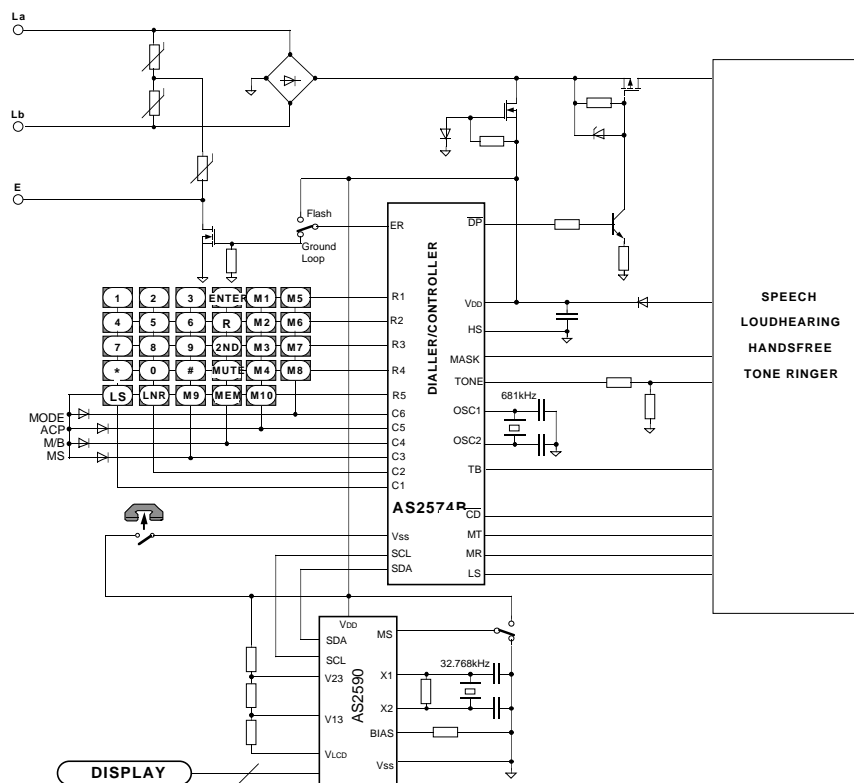 La
Lb
E
Flash
Ground
Loop
1 2 3 ENTER M1 M5
4 5 6 R M2 M6
7 8 9 2ND M3 M7
* 0 # MUTE M4 M8
LS LNR M9 MEM M10
MODE
ACP
M/B
MS
ER
R1
R2
R3
R4
R5
C6
C5
C4
C3
C2
C1
AS2574B
Vss
SCL
SDA
DIALLER/CONTROLLER
DP
VDD
HS
MASK
TONE
OSC1
OSC2
TB
CD
MT
MR
LS
681kHz
SPEECH
LOUDHEARING
HANDSFREE
TONE RINGER
VDD
SDA
SCL
V23
V13
VLCD
AS2590
MS
X1
X2
BIAS
Vss
32.768kHz
DISPLAY